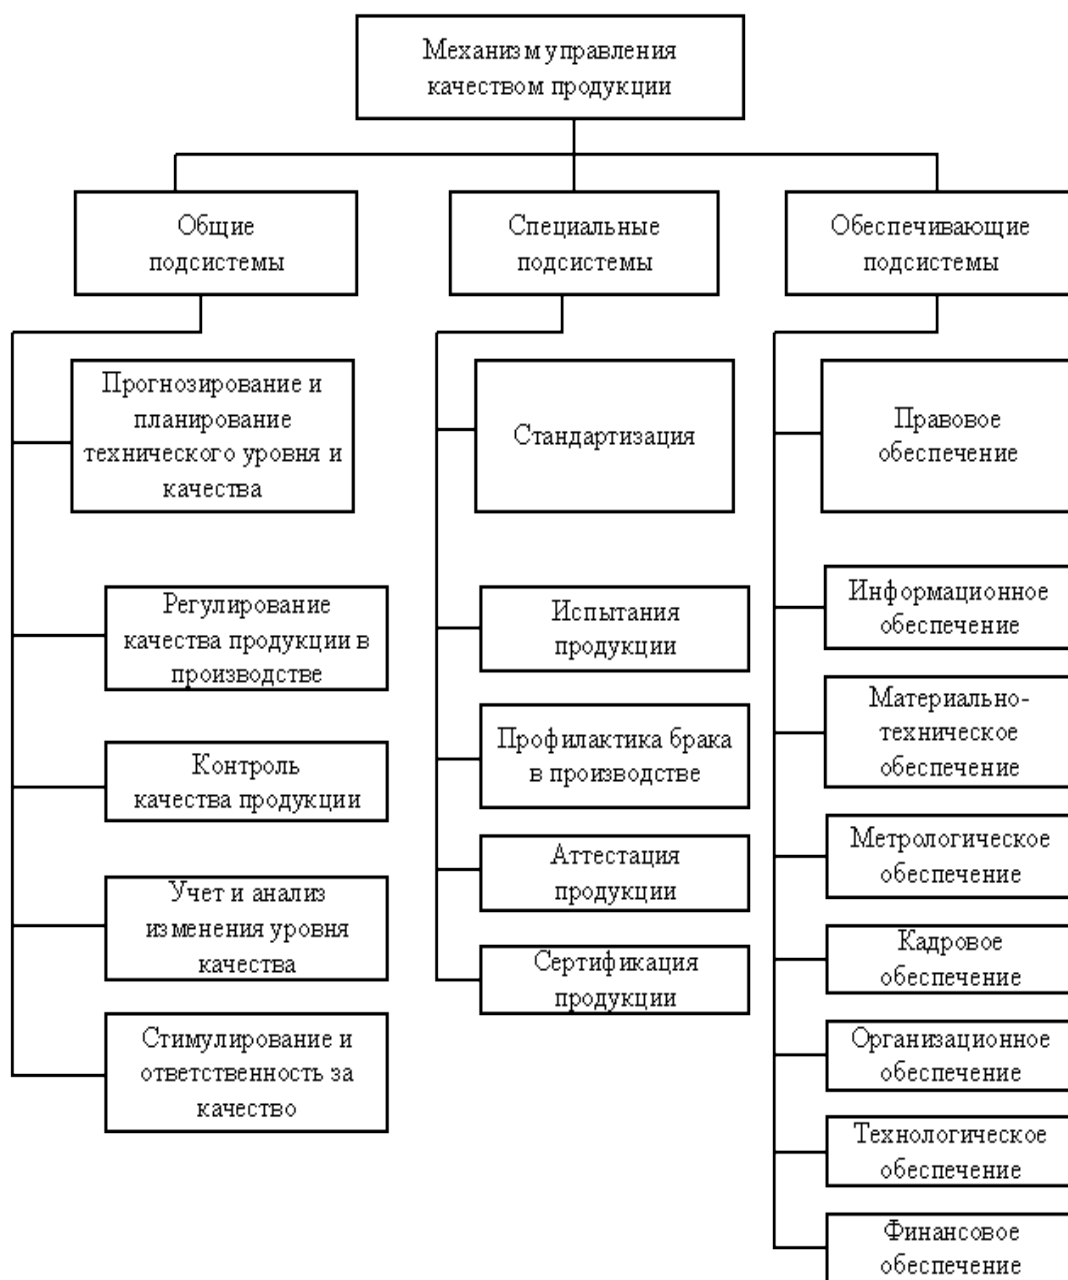 Механизм управления
качеством продукции
Общие
подсистемы
Специальные
подсистемы
Обеспечивающие
подсистемы
Прогнозирование и
планирование
технического уровня и
качества
Регулирование
качества продукции в
производстве
Контроль
качества продукции
Учет и анализ
изменения уровня
качества
Стимулирование и
ответственность за
качество
Стандартизация
Испытания
продукции
Профилактика брака
в производстве
Аттестация
продукции
Сертификация
продукции
Правовое
обеспечение
Информационное
обеспечение
Материально-
техническое
обеспечение
Метрологическое
обеспечение
Кадровое
обеспечение
Организационное
обеспечение
Технологическое
обеспечение
Финансовое
обеспечение